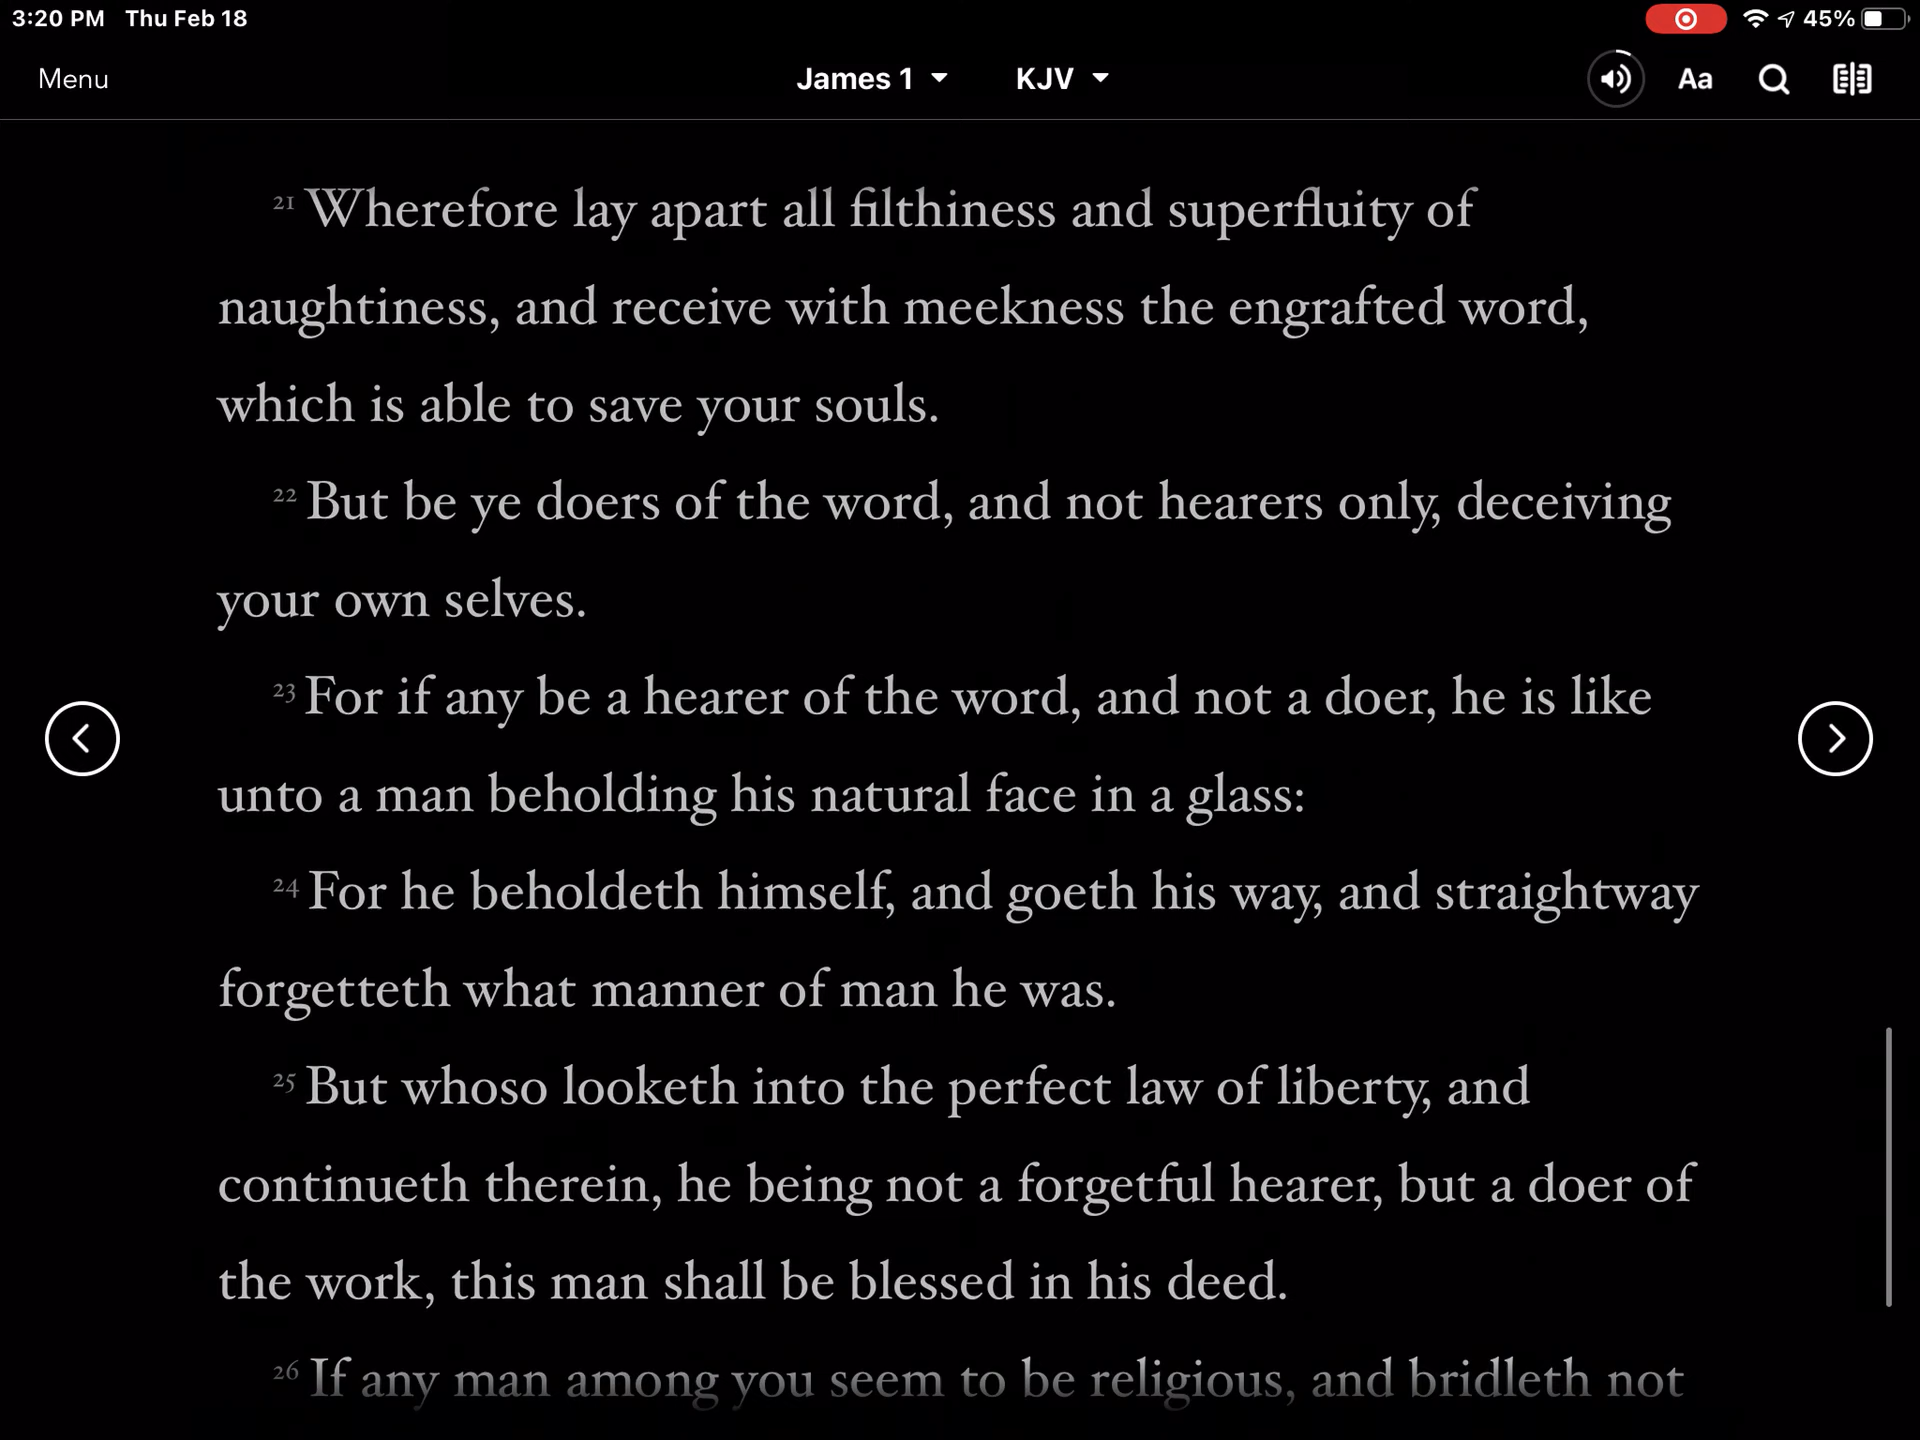 3:20 PM Thu Feb 18 45%
Menu James 1 KJV Aa
21 Wherefore lay apart all filthiness and superfluity of
naughtiness, and receive with meekness the engrafted word,
which is able to save your souls.
22 But be ye doers of the word, and not hearers only, deceiving
your own selves.
23 For if any be a hearer of the word, and not a doer, he is like
unto a man beholding his natural face in a glass:
24 For he beholdeth himself, and goeth his way, and straightway
forgetteth what manner of man he was.
25 But whoso looketh into the perfect law of liberty, and
continueth therein, he being not a forgetful hearer, but a doer of
the work, this man shall be blessed in his deed.
26 If any man among you seem to be religious, and bridleth not